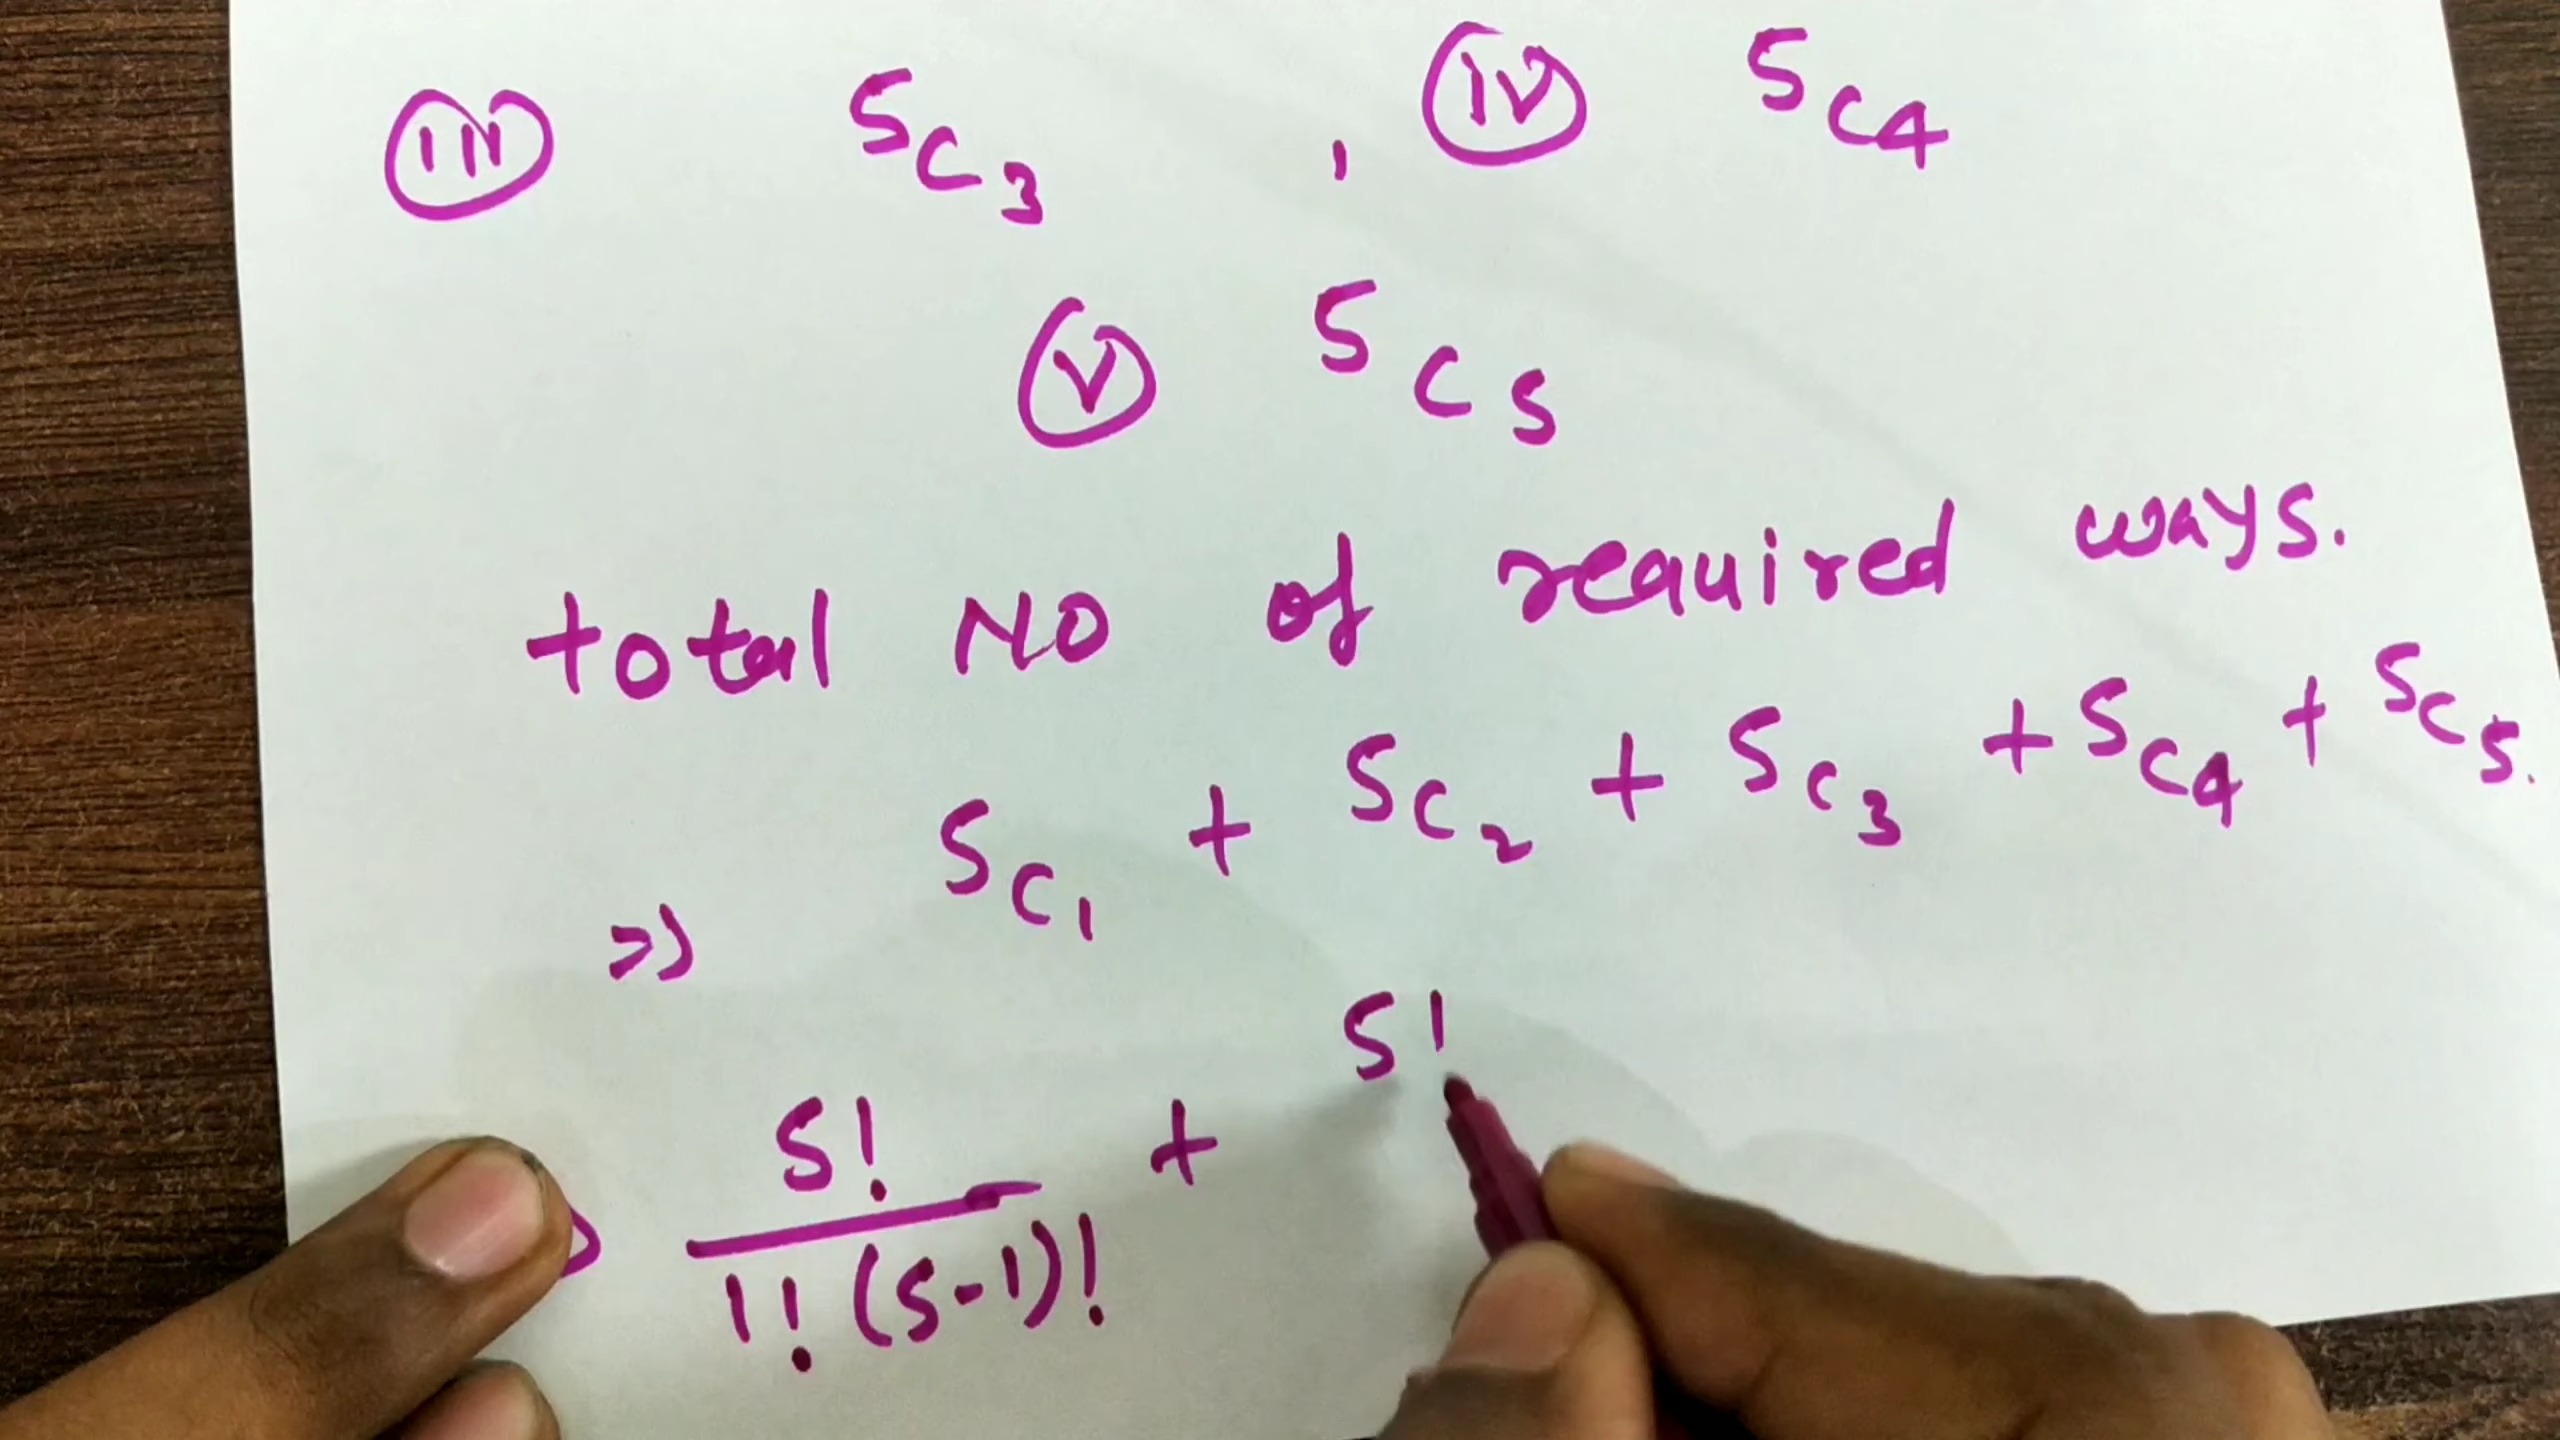 (iii) 5C3 , (iv) 5C4
(v) 5C5
total NO of required ways.
=> 5C1 + 5C2 + 5C3 + 5C4 + 5C5.
5! / 1!(5-1)! + 5!